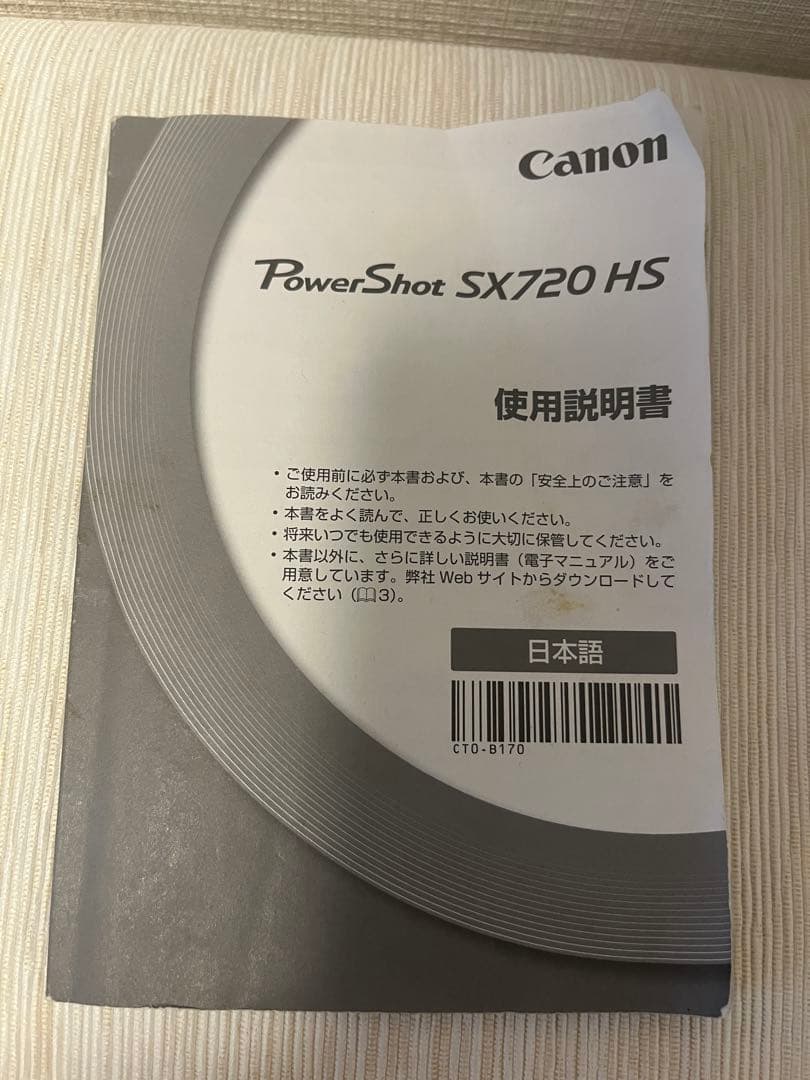 Canon
PowerShot SX720 HS
使用説明書
• ご使用前に必ず本書および、本書の「安全上のご注意」を
お読みください。
• 本書をよく読んで、正しくお使いください。
• 将来いつでも使用できるように大切に保管してください。
• 本書以外に、さらに詳しい説明書（電子マニュアル）をご
用意しています。弊社 Web サイトからダウンロードして
ください（📖3）。
日本語
CT0-B170